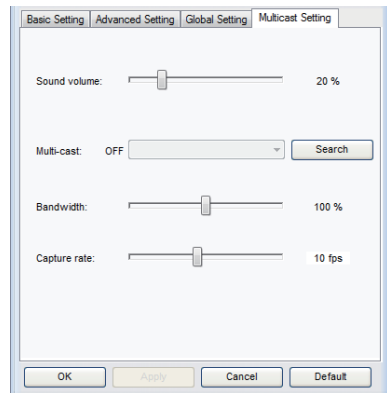 Basic Setting Advanced Setting Global Setting Multicast Setting
Sound volume: 20 %
Multi-cast: OFF Search
Bandwidth: 100 %
Capture rate: 10 fps
OK Apply Cancel Default